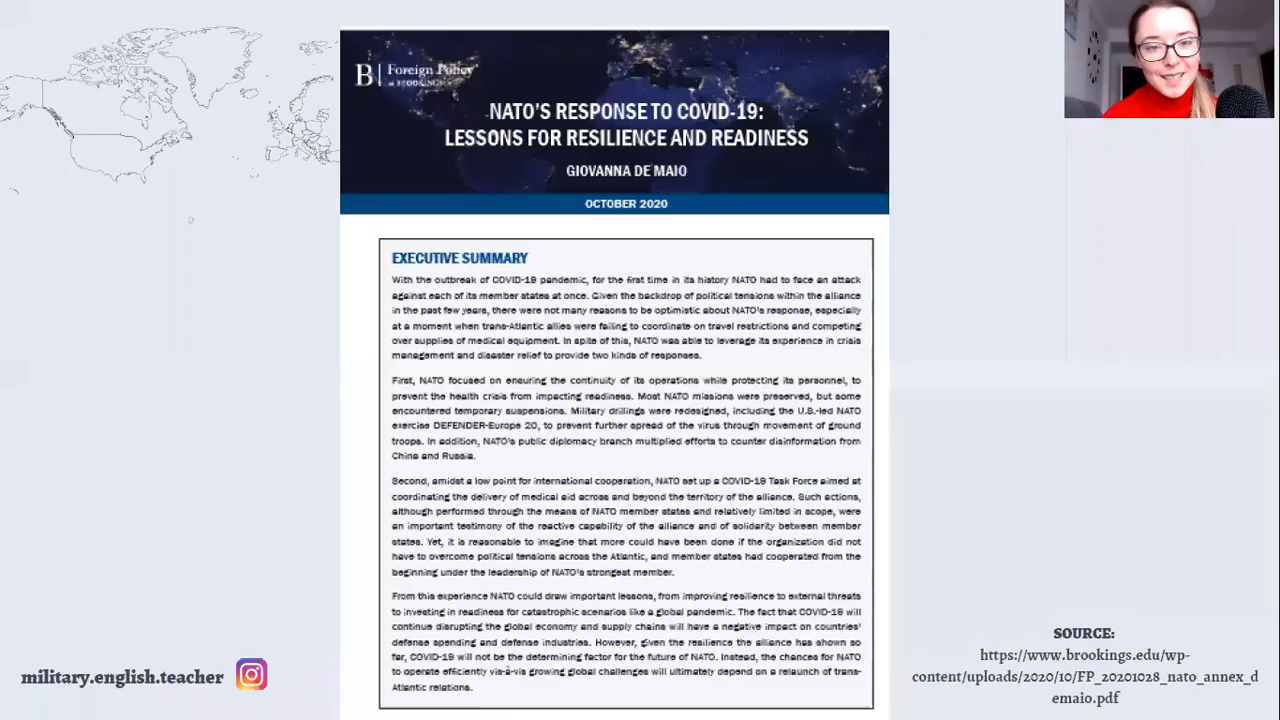 B | Foreign Policy
at BROOKINGS
NATO'S RESPONSE TO COVID-19:
LESSONS FOR RESILIENCE AND READINESS
GIOVANNA DE MAIO
OCTOBER 2020
EXECUTIVE SUMMARY
With the outbreak of COVID-19 pandemic, for the first time in its history NATO had to face an attack
against each of its member states at once. Given the backdrop of political tensions within the alliance
in the past few years, there were not many reasons to be optimistic about NATO's response, especially
at a moment when trans-Atlantic allies were failing to coordinate on travel restrictions and competing
over supplies of medical equipment. In spite of this, NATO was able to leverage its experience in crisis
management and disaster relief to provide two kinds of responses.
First, NATO focused on ensuring the continuity of its operations while protecting its personnel, to
prevent the health crisis from impacting readiness. Most NATO missions were preserved, but some
encountered temporary suspensions. Military drillings were redesigned, including the U.S.-led NATO
exercise DEFENDER-Europe 20, to prevent further spread of the virus through movement of ground
troops. In addition, NATO's public diplomacy branch multiplied efforts to counter disinformation from
China and Russia.
Second, amidst a low point for international cooperation, NATO set up a COVID-19 Task Force aimed at
coordinating the delivery of medical aid across and beyond the territory of the alliance. Such actions,
although performed through the means of NATO member states and relatively limited in scope, were
an important testimony of the reactive capability of the alliance and of solidarity between member
states. Yet, it is reasonable to imagine that more could have been done if the organization did not
have to overcome political tensions across the Atlantic, and member states had cooperated from the
beginning under the leadership of NATO's strongest member.
From this experience NATO could draw important lessons, from improving resilience to external threats
to investing in readiness for catastrophic scenarios like a global pandemic. The fact that COVID-19 will
continue disrupting the global economy and supply chains will have a negative impact on countries'
defense spending and defense industries. However, given the resilience the alliance has shown so
far, COVID-19 will not be the determining factor for the future of NATO. Instead, the chances for NATO
to operate efficiently vis-à-vis growing global challenges will ultimately depend on a relaunch of trans-
Atlantic relations.
military.english.teacher
SOURCE:
https://www.brookings.edu/wp-
content/uploads/2020/10/FP_20201028_nato_annex_d
emaio.pdf